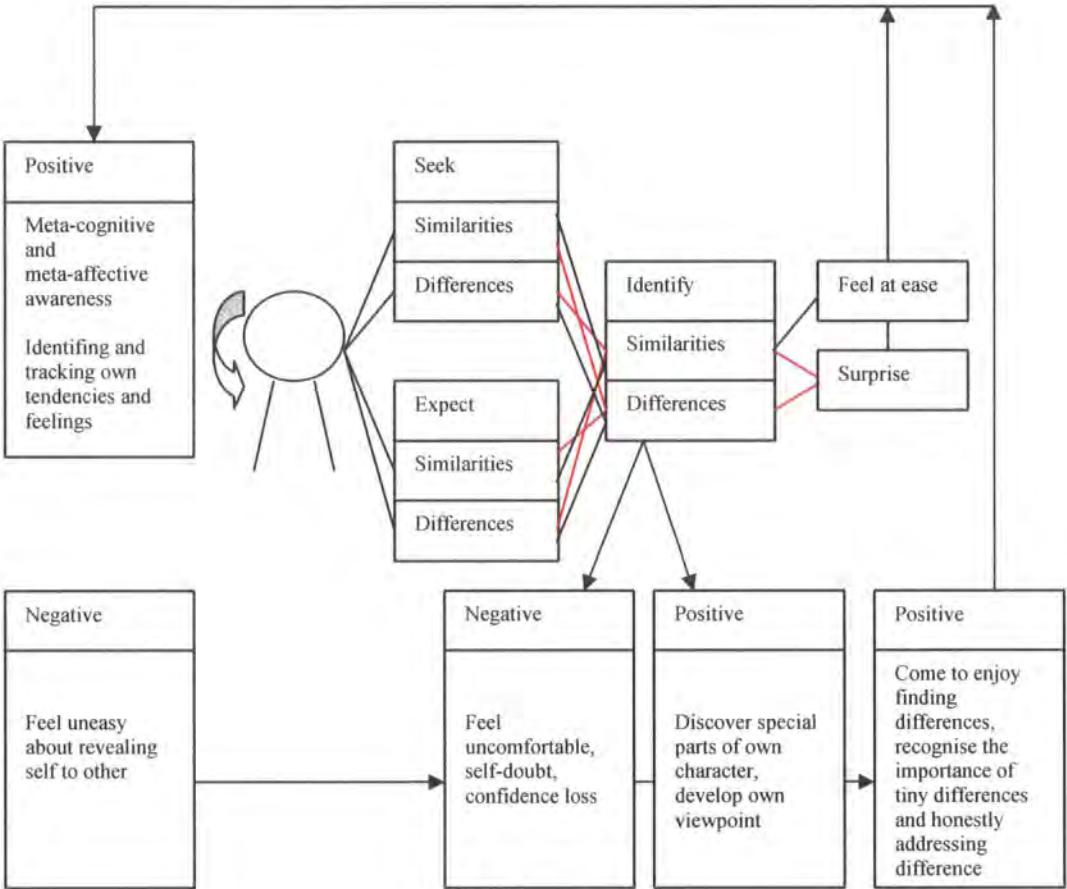 Positive
Meta-cognitive
and
meta-affective
awareness
Identifing and
tracking own
tendencies and
feelings
Seek
Similarities
Differences
Expect
Similarities
Differences
Identify
Similarities
Differences
Feel at ease
Surprise
Negative
Feel uneasy
about revealing
self to other
Negative
Feel
uncomfortable,
self-doubt,
confidence loss
Positive
Discover special
parts of own
character,
develop own
viewpoint
Positive
Come to enjoy
finding
differences,
recognise the
importance of
tiny differences
and honestly
addressing
difference